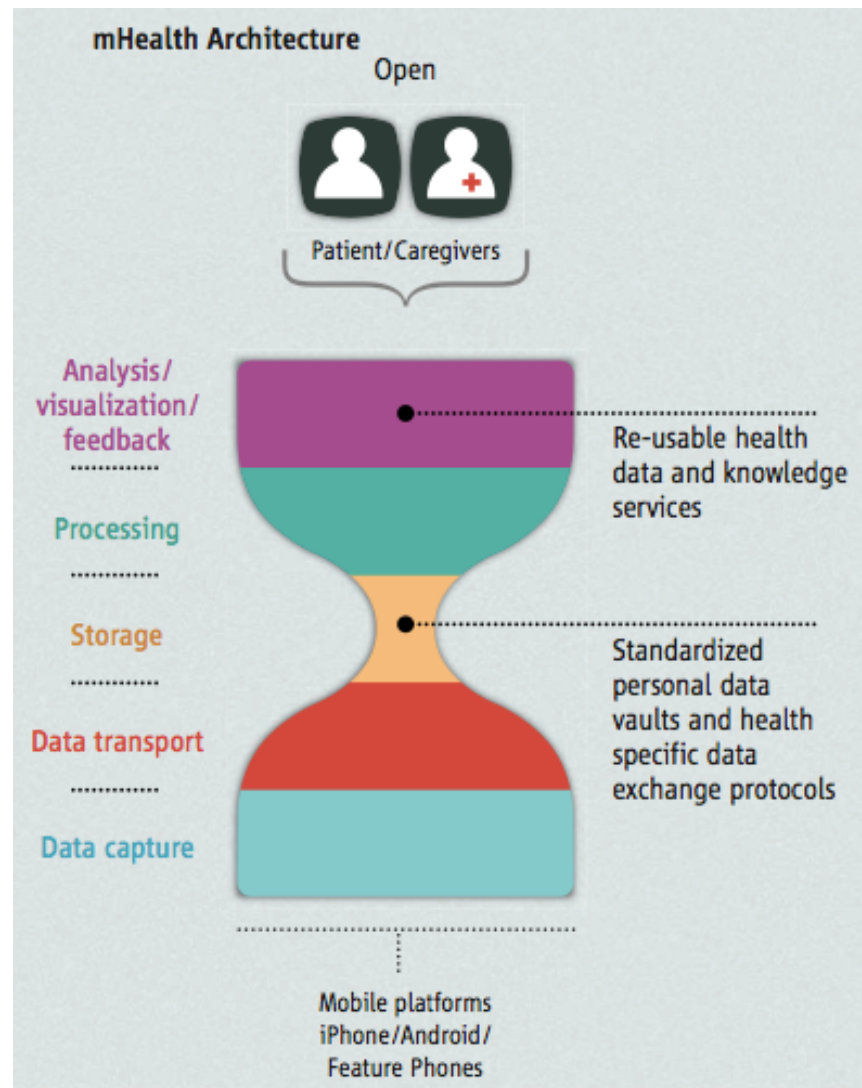 mHealth Architecture
Open
Patient/Caregivers
Analysis/
visualization/
feedback
Re-usable health
data and knowledge
services
Processing
Storage
Standardized
personal data
vaults and health
specific data
exchange protocols
Data transport
Data capture
Mobile platforms
iPhone/Android/
Feature Phones